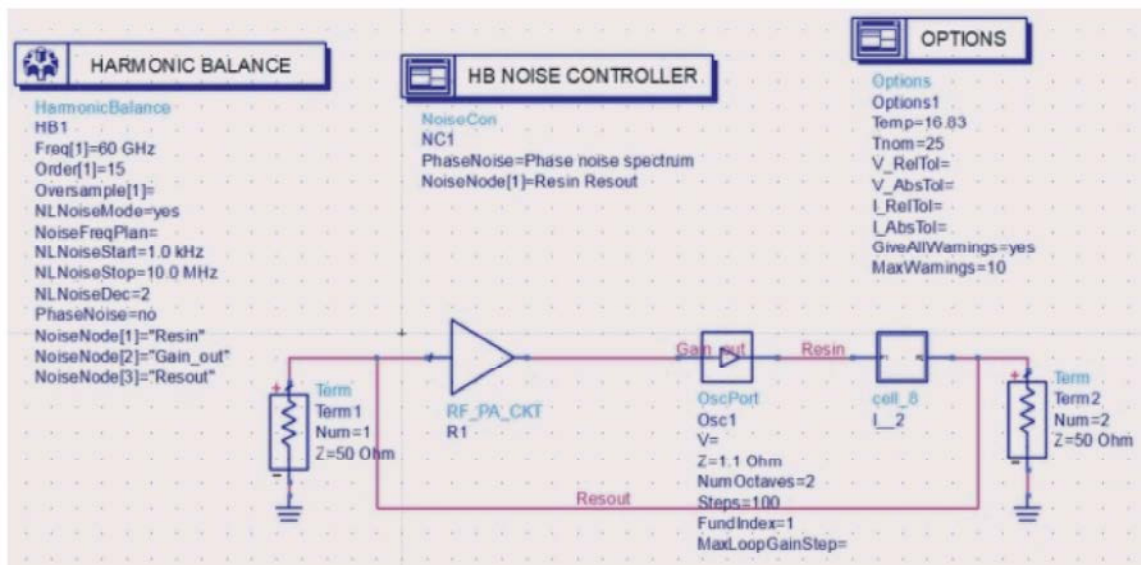 HARMONIC BALANCE
HarmonicBalance
HB1
Freq[1]=60 GHz
Order[1]=15
Oversample[1]=
NLNoiseMode=yes
NoiseFreqPlan=
NLNoiseStart=1.0 kHz
NLNoiseStop=10.0 MHz
NLNoiseDec=2
PhaseNoise=no
NoiseNode[1]="Resin"
NoiseNode[2]="Gain_out"
NoiseNode[3]="Resout"
HB NOISE CONTROLLER
NoiseCon
NC1
PhaseNoise=Phase noise spectrum
NoiseNode[1]=Resin Resout
OPTIONS
Options
Options1
Temp=16.83
Tnom=25
V_RelTol=
V_AbsTol=
I_RelTol=
I_AbsTol=
GiveAllWarnings=yes
MaxWarnings=10
Term
Term1
Num=1
Z=50 Ohm
RF_PA_CKT
R1
Gain_out
Resin
OscPort
Osc1
V=
Z=1.1 Ohm
NumOctaves=2
Steps=100
FundIndex=1
MaxLoopGainStep=
cell_8
I__2
Term
Term2
Num=2
Z=50 Ohm
Resout